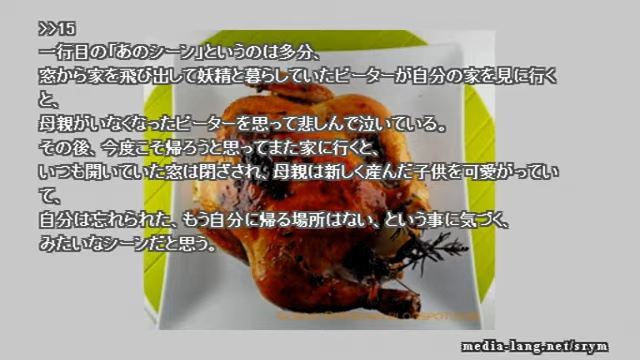 >>15
一行目の「あのシーン」というのは多分、
窓から家を飛び出して妖精と暮らしていたピーターが自分の家を見に行く
と、
母親がいなくなったピーターを思って悲しんで泣いている。
その後、今度こそ帰ろうと思ってまた家に行くと、
いつも開いていた窓は閉ざされ、母親は新しく産んだ子供を可愛がってい
て、
自分は忘れられた、もう自分に帰る場所はない、という事に気づく、
みたいなシーンだと思う。
media-lang.net/srym